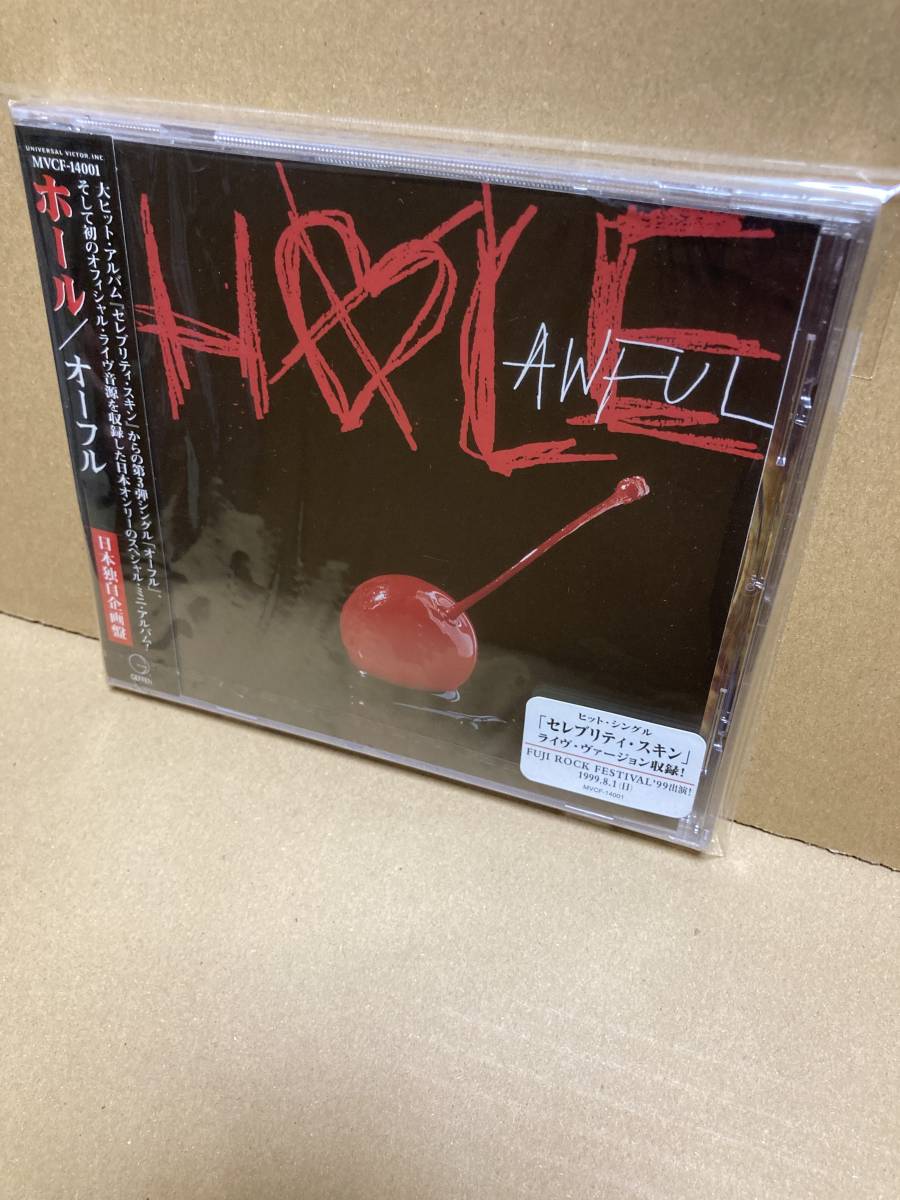 UNIVERSAL VICTOR, INC.
MVCF-14001
ホール/オーフル
大ヒット・アルバム『セレブリティ・スキン』からの第3弾シングル「オーフル」、
そして初のオフィシャル・ライヴ音源を収録した日本オンリーのスペシャル・ミニ・アルバム!
日本独自企画盤
GEFFEN
HOLE
AWFUL
ヒット・シングル
「セレブリティ・スキン」
ライヴ・ヴァージョン収録!
FUJI ROCK FESTIVAL'99出演!
1999.8.1(日)
MVCF-14001